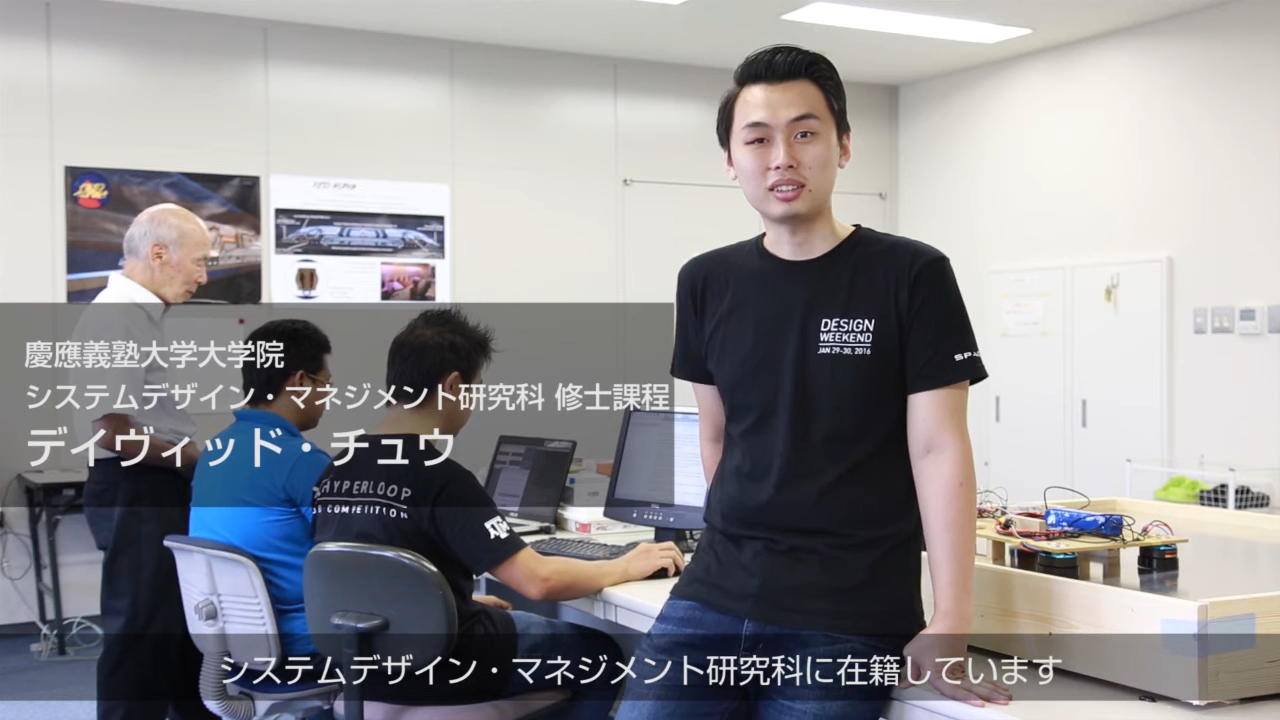 慶應義塾大学大学院
システムデザイン・マネジメント研究科 修士課程
デイヴィッド・チュウ
DESIGN
WEEKEND
JAN 29-30, 2016
HYPERLOOP
COMPETITION
システムデザイン・マネジメント研究科に在籍しています